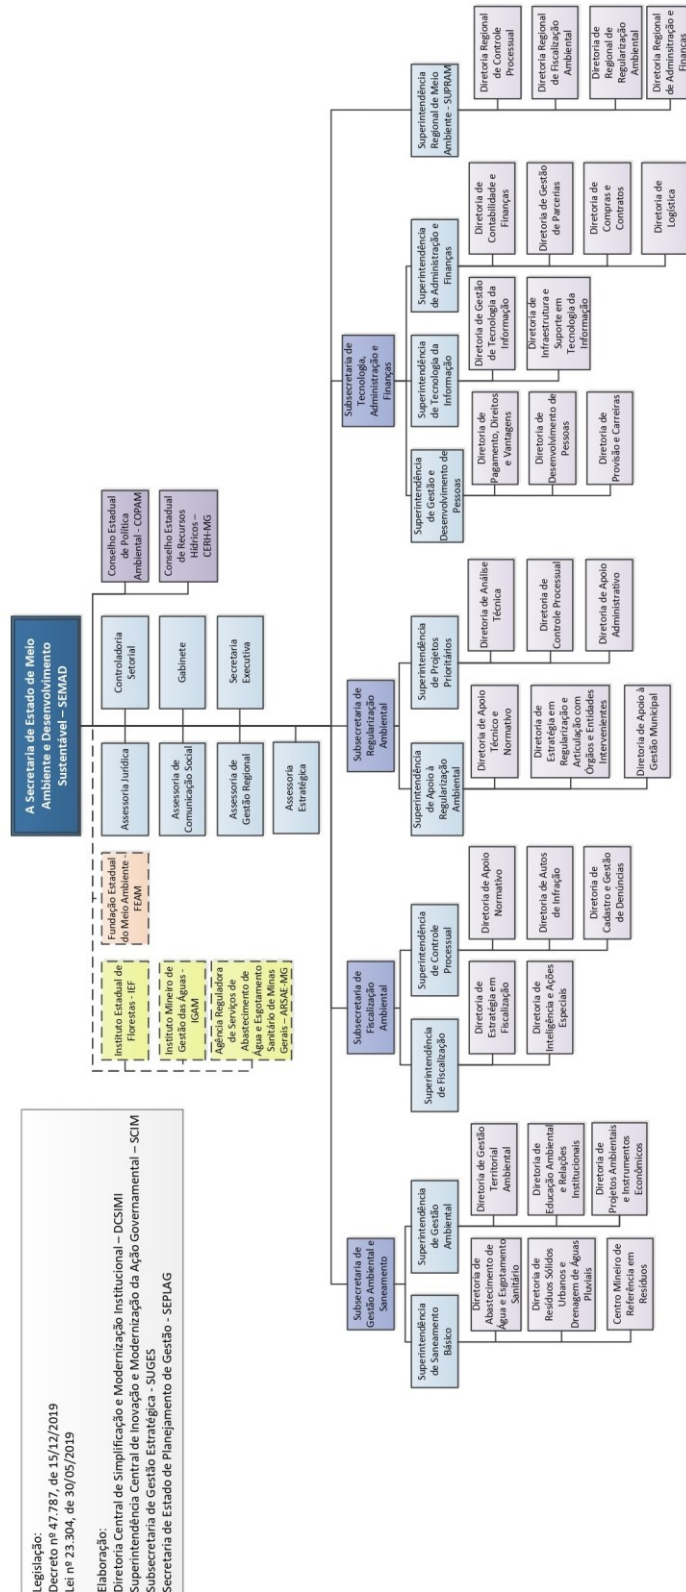 Legislação:
Decreto nº 47.787, de 15/12/2019
Lei nº 23.304, de 30/05/2019
Elaboração:
Diretoria Central de Simplificação e Modernização Institucional – DCSIMI
Superintendência Central de Inovação e Modernização da Ação Governamental – SCIM
Subsecretaria de Gestão Estratégica - SUGES
Secretaria de Estado de Planejamento de Gestão - SEPLAG
A Secretaria de Estado de Meio
Ambiente e Desenvolvimento
Sustentável – SEMAD
Instituto Estadual de
Florestas - IEF
Instituto Mineiro de
Gestão das Águas -
IGAM
Agência Reguladora
de Serviços de
Abastecimento de
Água e Esgotamento
Sanitário de Minas
Gerais – ARSAE-MG
Fundação Estadual
do Meio Ambiente -
FEAM
Assessoria Jurídica
Assessoria de
Comunicação Social
Assessoria de
Gestão Regional
Assessoria
Estratégica
Controladoria
Setorial
Gabinete
Secretaria
Executiva
Conselho Estadual
de Política
Ambiental - COPAM
Conselho Estadual
de Recursos
Hídricos –
CERH-MG
Subsecretaria de
Gestão Ambiental e
Saneamento
Superintendência
de Saneamento
Básico
Diretoria de
Abastecimento de
Água e Esgotamento
Sanitário
Diretoria de
Resíduos Sólidos
Urbanos e
Drenagem de Águas
Pluviais
Centro Mineiro de
Referência em
Resíduos
Superintendência
de Gestão
Ambiental
Diretoria de Gestão
Territorial
Ambiental
Diretoria de
Educação Ambiental
e Relações
Institucionais
Diretoria de
Projetos Ambientais
e Instrumentos
Econômicos
Subsecretaria de
Fiscalização
Ambiental
Superintendência
de Fiscalização
Diretoria de
Estratégia em
Fiscalização
Diretoria de
Inteligência e Ações
Especiais
Superintendência
de Controle
Processual
Diretoria de Apoio
Normativo
Diretoria de Autos
de Infração
Diretoria de
Cadastro e Gestão
de Denúncias
Subsecretaria de
Regularização
Ambiental
Superintendência
de Apoio à
Regularização
Ambiental
Diretoria de Apoio
Técnico e
Normativo
Diretoria de
Estratégia em
Regularização e
Articulação com
Órgãos e Entidades
Intervenientes
Diretoria de Apoio à
Gestão Municipal
Superintendência
de Projetos
Prioritários
Diretoria de Análise
Técnica
Diretoria de
Controle Processual
Diretoria de Apoio
Administrativo
Subsecretaria de
Tecnologia,
Administração e
Finanças
Superintendência
de Gestão e
Desenvolvimento de
Pessoas
Diretoria de
Pagamento, Direitos
e Vantagens
Diretoria de
Desenvolvimento de
Pessoas
Diretoria de
Provisão e Carreiras
Superintendência
de Tecnologia da
Informação
Diretoria de Gestão
de Tecnologia da
Informação
Diretoria de
Infraestrutura e
Suporte em
Tecnologia da
Informação
Superintendência
de Administração e
Finanças
Diretoria de
Contabilidade e
Finanças
Diretoria de Gestão
de Parcerias
Diretoria de
Compras e
Contratos
Diretoria de
Logística
Superintendência
Regional de Meio
Ambiente - SUPRAM
Diretoria Regional
de Controle
Processual
Diretoria Regional
de Fiscalização
Ambiental
Diretoria de
Regional de
Regularização
Ambiental
Diretoria Regional
de Adminsitração e
Finanças